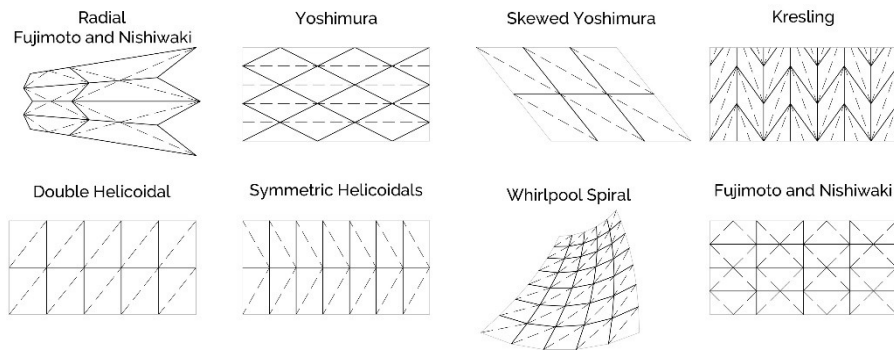 Radial
Fujimoto and Nishiwaki
Yoshimura
Skewed Yoshimura
Kresling
Double Helicoidal
Symmetric Helicoidals
Whirlpool Spiral
Fujimoto and Nishiwaki